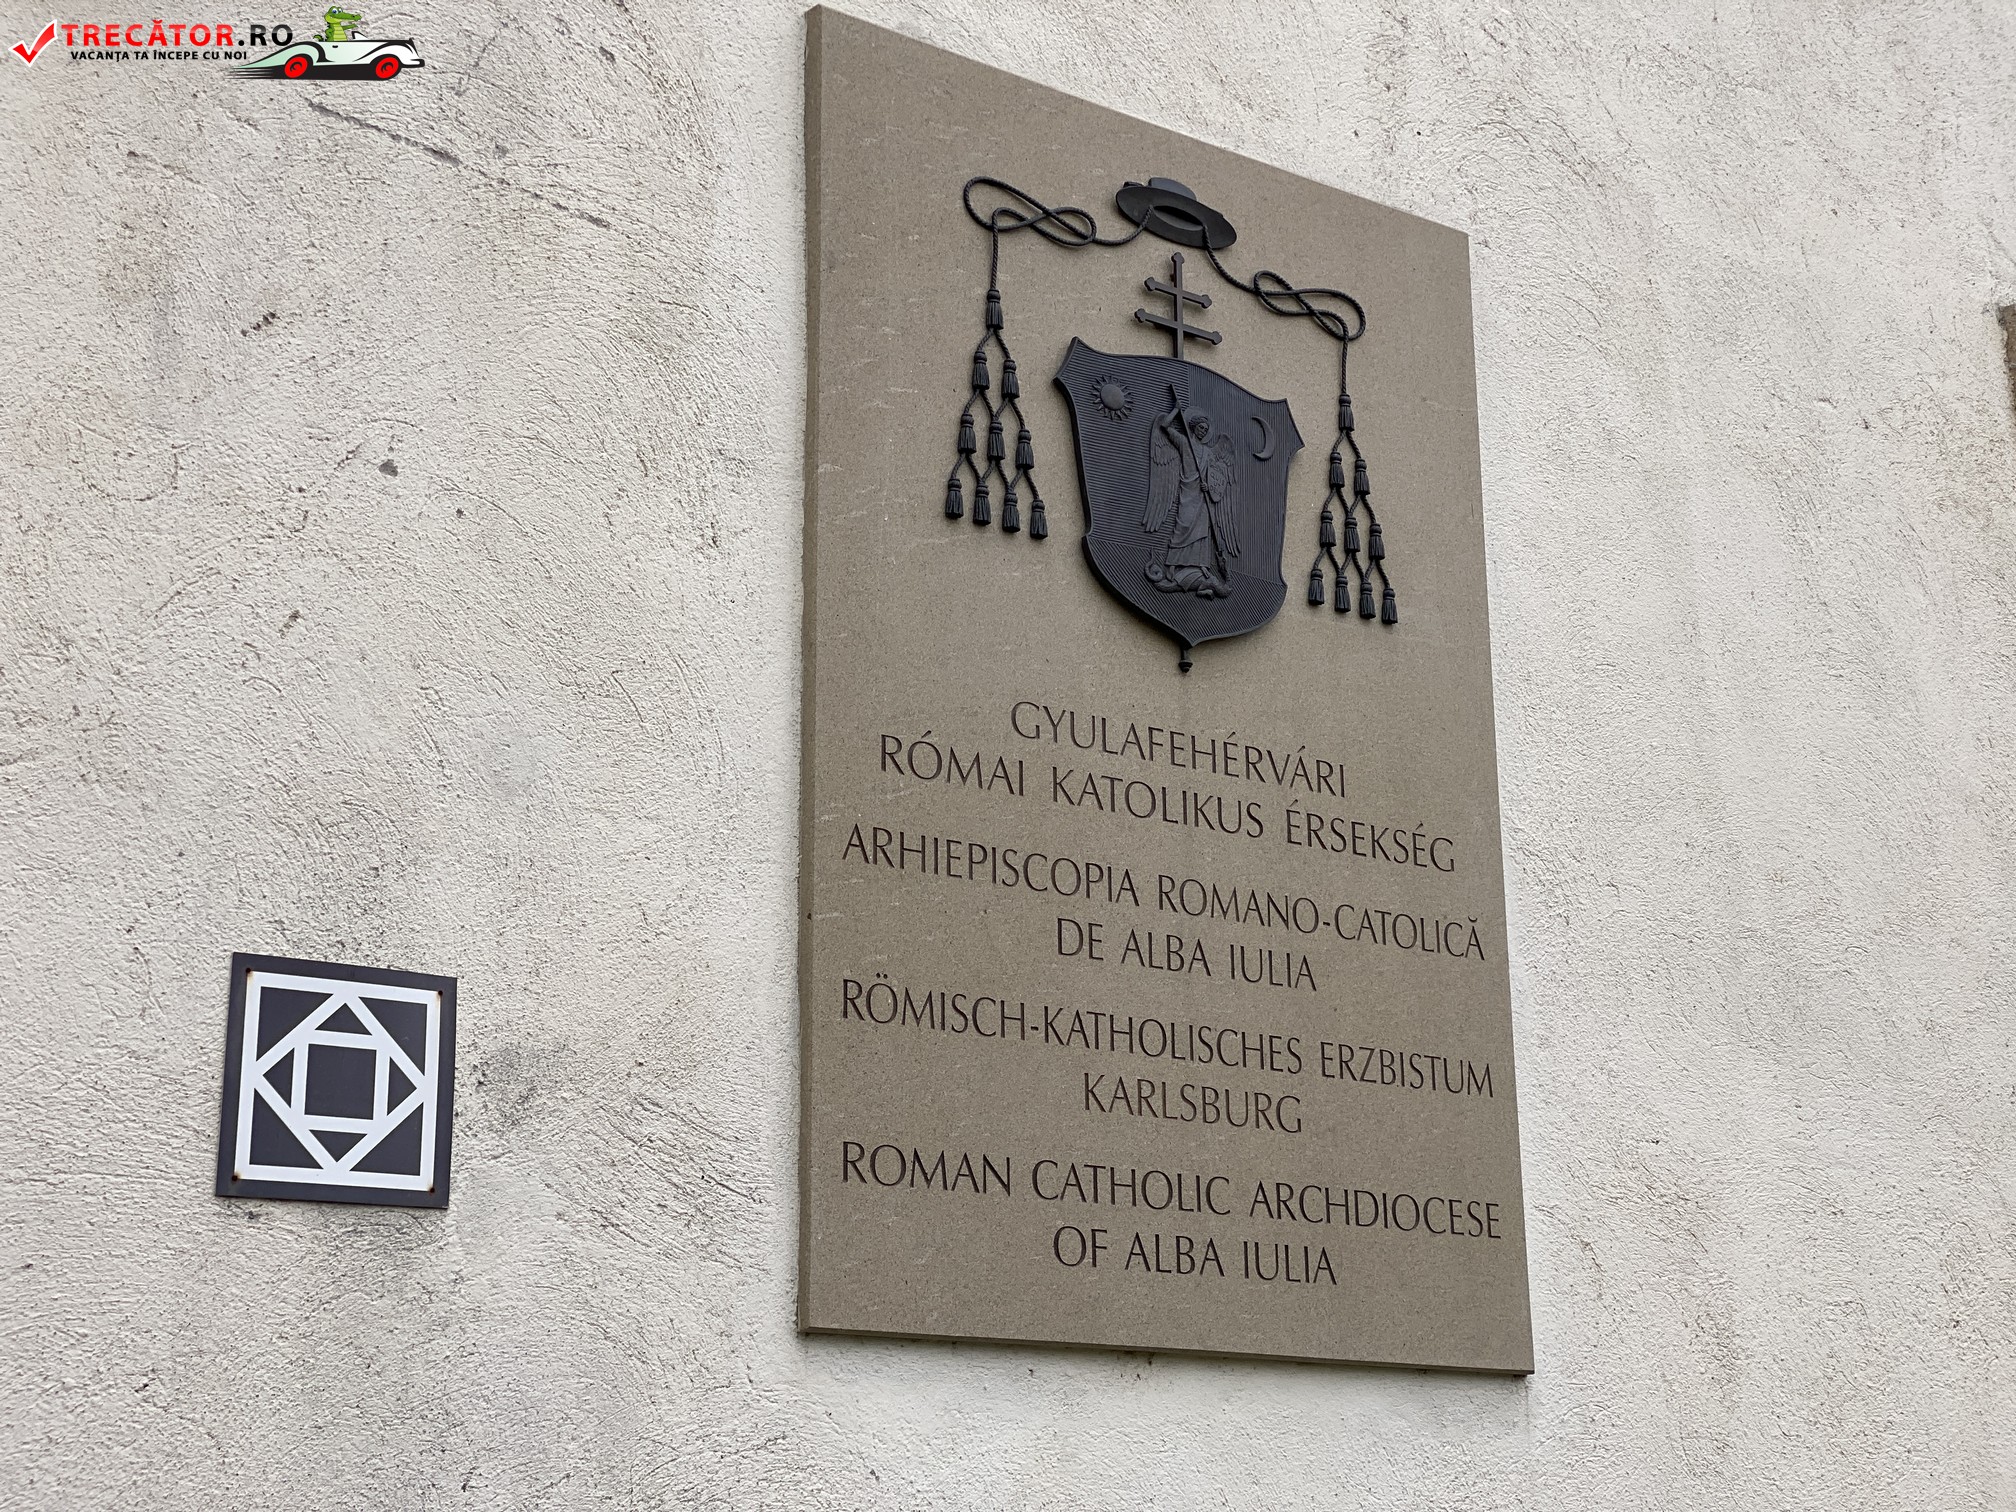 TRECĂTOR.RO
VACANȚA TA ÎNCEPE CU NOI
GYULAFEHÉRVÁRI
RÓMAI KATOLIKUS ÉRSEKSÉG
ARHIEPISCOPIA ROMANO-CATOLICĂ
DE ALBA IULIA
RÖMISCH-KATHOLISCHES ERZBISTUM
KARLSBURG
ROMAN CATHOLIC ARCHDIOCESE
OF ALBA IULIA